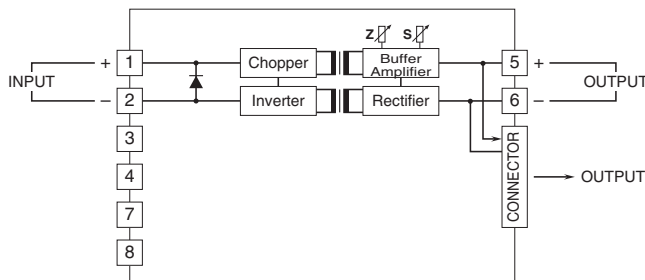 Z S
+ 1 Chopper Buffer Amplifier 5 +
INPUT OUTPUT
− 2 Inverter Rectifier 6 −
3
4
7
8
CONNECTOR
OUTPUT